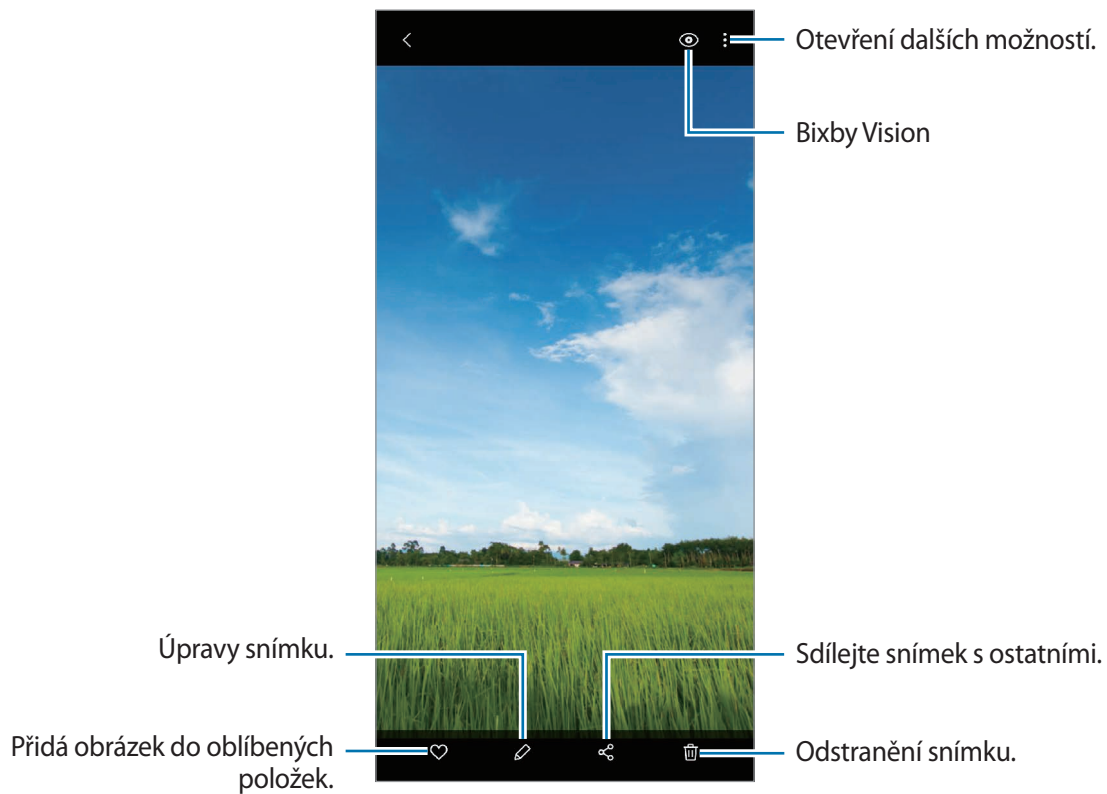 Otevření dalších možností.
Bixby Vision
Úpravy snímku.
Sdílejte snímek s ostatními.
Přidá obrázek do oblíbených
položek.
Odstranění snímku.